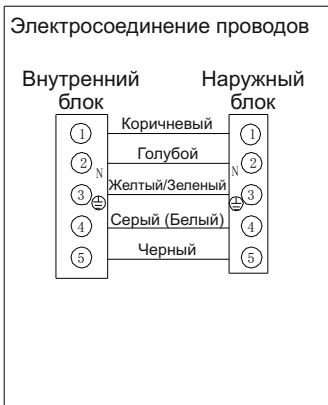 Электросоединение проводов
Внутренний блок
Наружный блок
1 Коричневый 1
2 N Голубой N 2
3 Желтый/Зеленый 3
4 Серый (Белый) 4
5 Черный 5